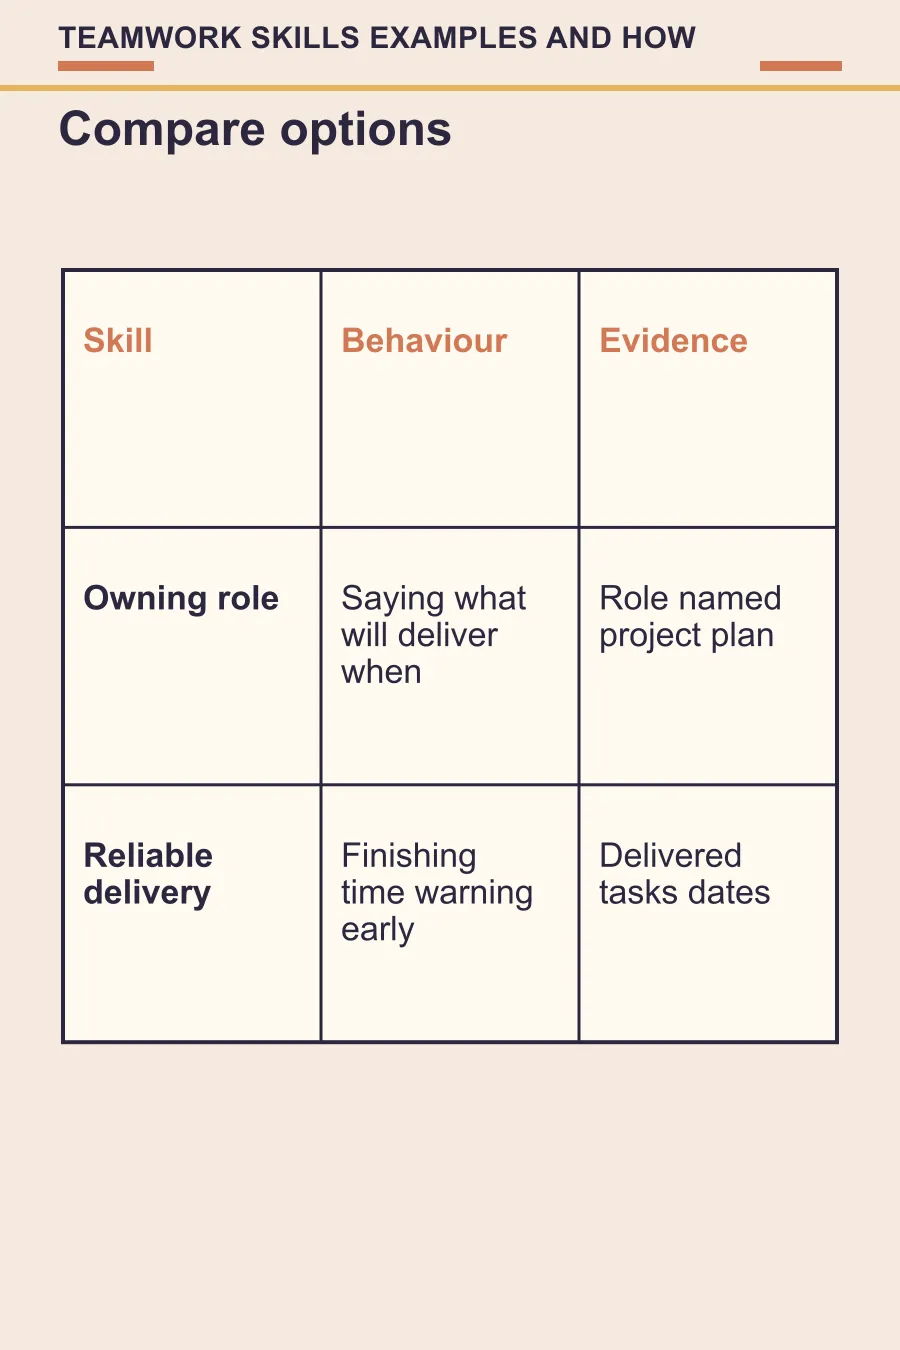 TEAMWORK SKILLS EXAMPLES AND HOW
Compare options
Skill
Behaviour
Evidence
Owning role
Saying what
will deliver
when
Role named
project plan
Reliable
delivery
Finishing
time warning
early
Delivered
tasks dates